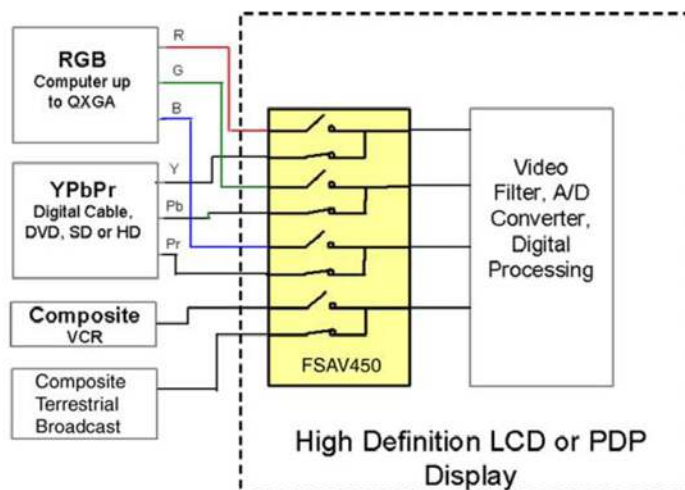 RGB
Computer up
to QXGA
R
G
B
YPbPr
Digital Cable,
DVD, SD or HD
Y
Pb
Pr
Composite
VCR
Composite
Terrestrial
Broadcast
FSAV450
Video
Filter, A/D
Converter,
Digital
Processing
High Definition LCD or PDP
Display